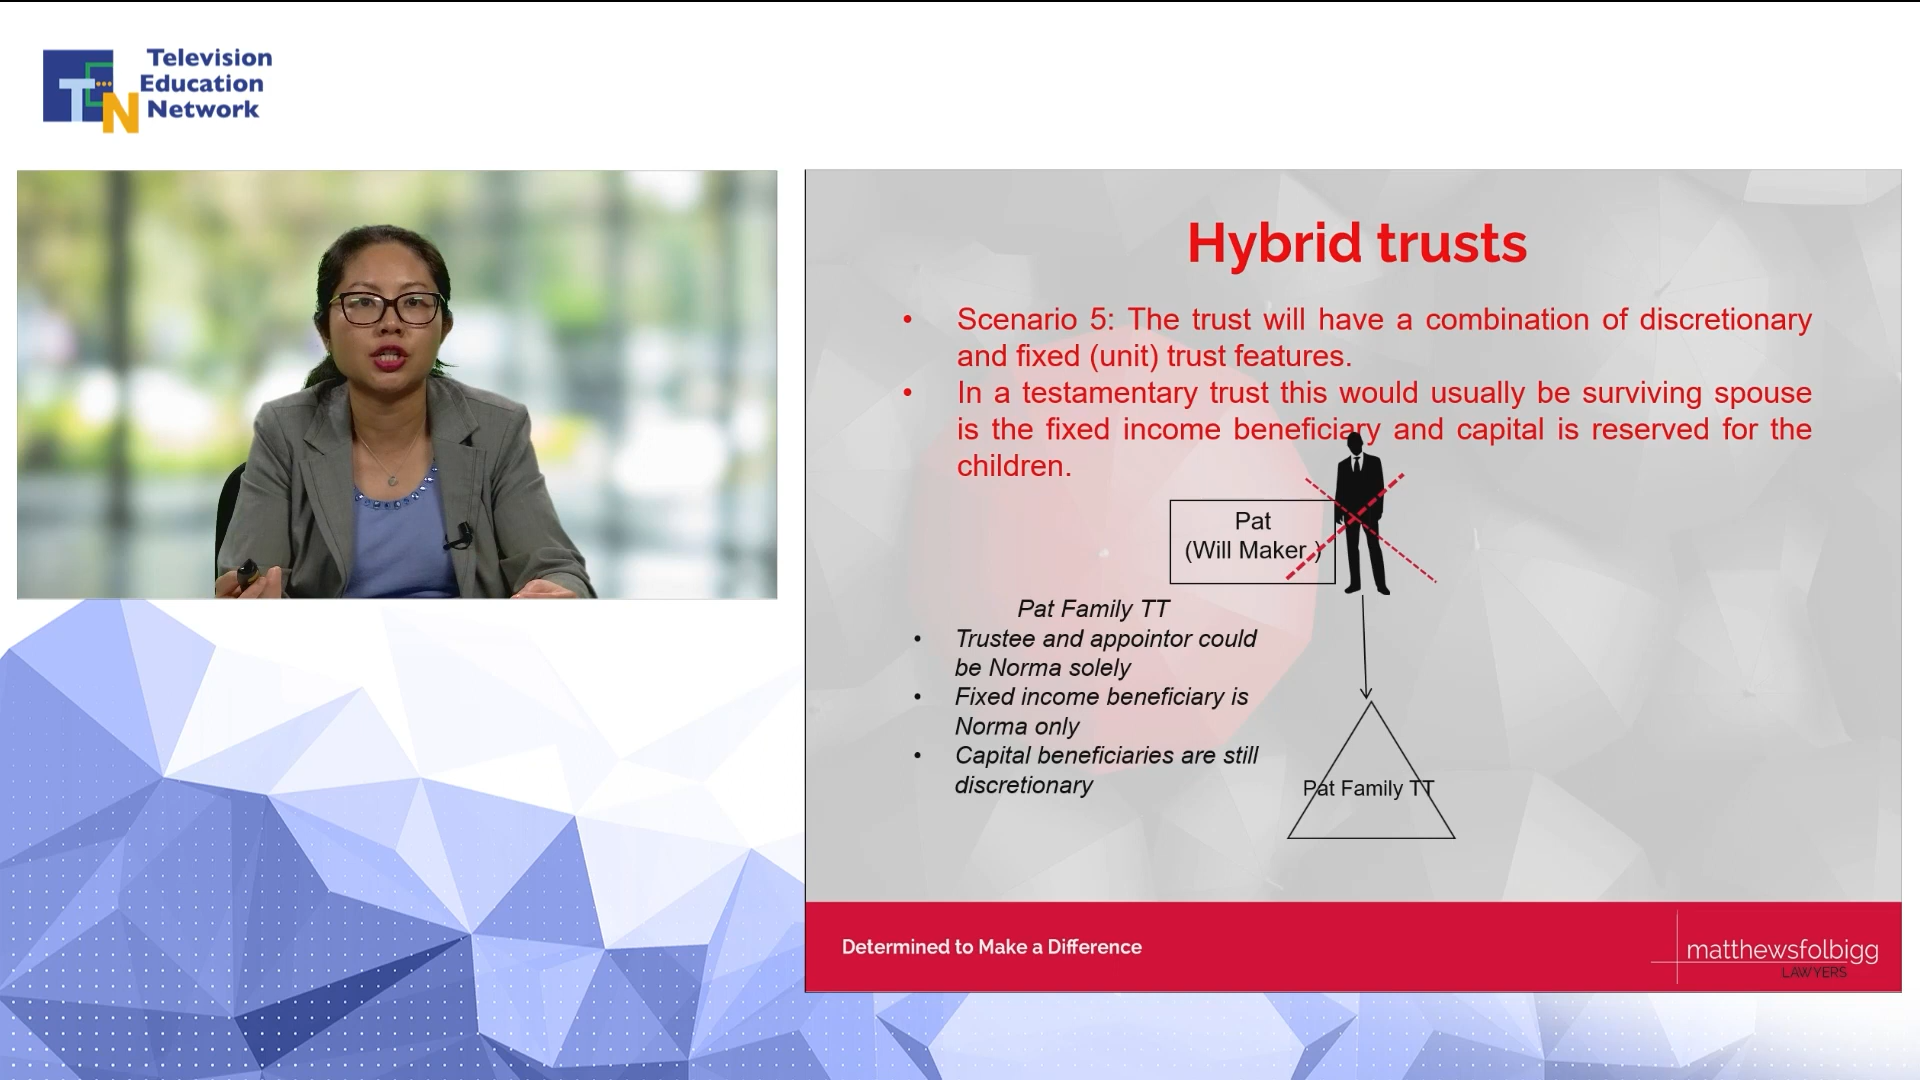 Television
Education
Network
TEN
Hybrid trusts
• Scenario 5: The trust will have a combination of discretionary
and fixed (unit) trust features.
• In a testamentary trust this would usually be surviving spouse
is the fixed income beneficiary and capital is reserved for the
children.
Pat
(Will Maker )
Pat Family TT
• Trustee and appointor could
be Norma solely
• Fixed income beneficiary is
Norma only
• Capital beneficiaries are still
discretionary
Pat Family TT
Determined to Make a Difference
matthewsfolbigg
LAWYERS